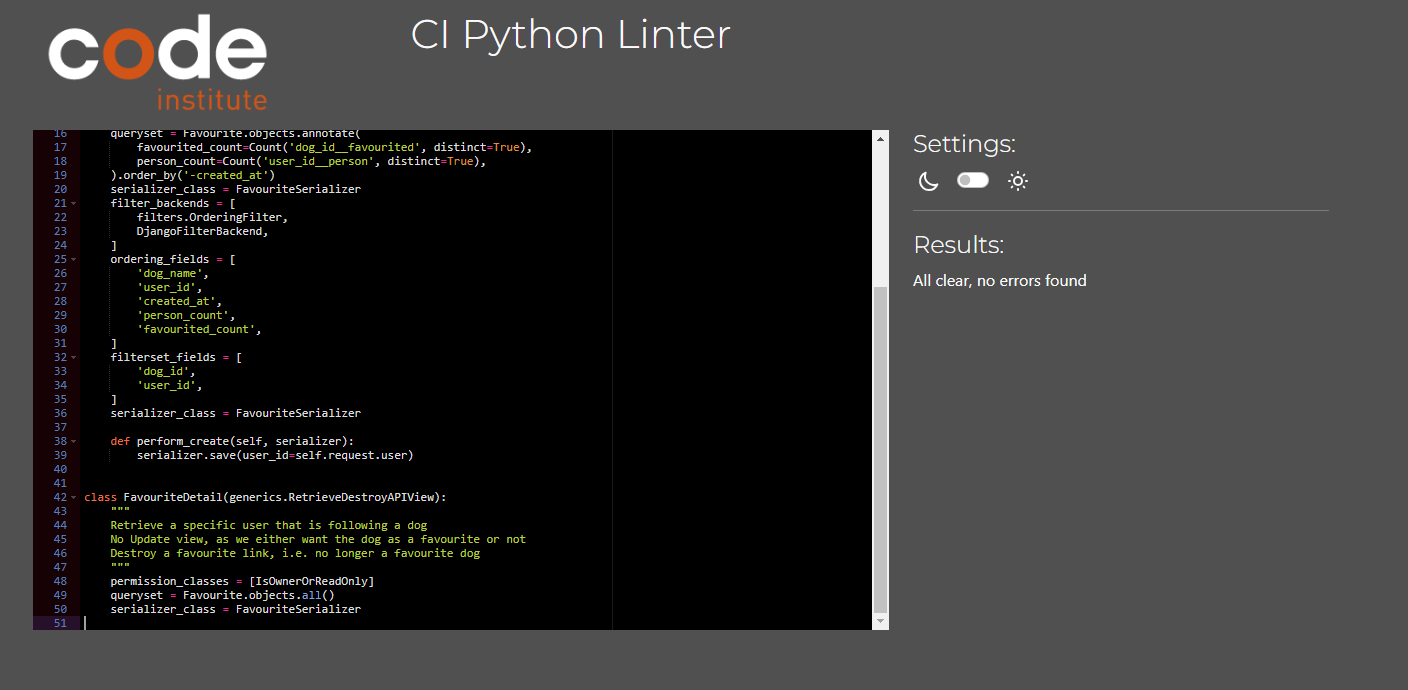 code
institute
CI Python Linter
16 queryset = Favourite.objects.annotate(
17 favourited_count=Count('dog_id__favourited', distinct=True),
18 person_count=Count('user_id__person', distinct=True),
19 ).order_by('-created_at')
20 serializer_class = FavouriteSerializer
21 filter_backends = [
22 filters.OrderingFilter,
23 DjangoFilterBackend,
24 ]
25 ordering_fields = [
26 'dog_name',
27 'user_id',
28 'created_at',
29 'person_count',
30 'favourited_count',
31 ]
32 filterset_fields = [
33 'dog_id',
34 'user_id',
35 ]
36 serializer_class = FavouriteSerializer
37
38 def perform_create(self, serializer):
39 serializer.save(user_id=self.request.user)
40
41
42 class FavouriteDetail(generics.RetrieveDestroyAPIView):
43 """
44 Retrieve a specific user that is following a dog
45 No Update view, as we either want the dog as a favourite or not
46 Destroy a favourite link, i.e. no longer a favourite dog
47 """
48 permission_classes = [IsOwnerOrReadOnly]
49 queryset = Favourite.objects.all()
50 serializer_class = FavouriteSerializer
51
Settings:
Results:
All clear, no errors found